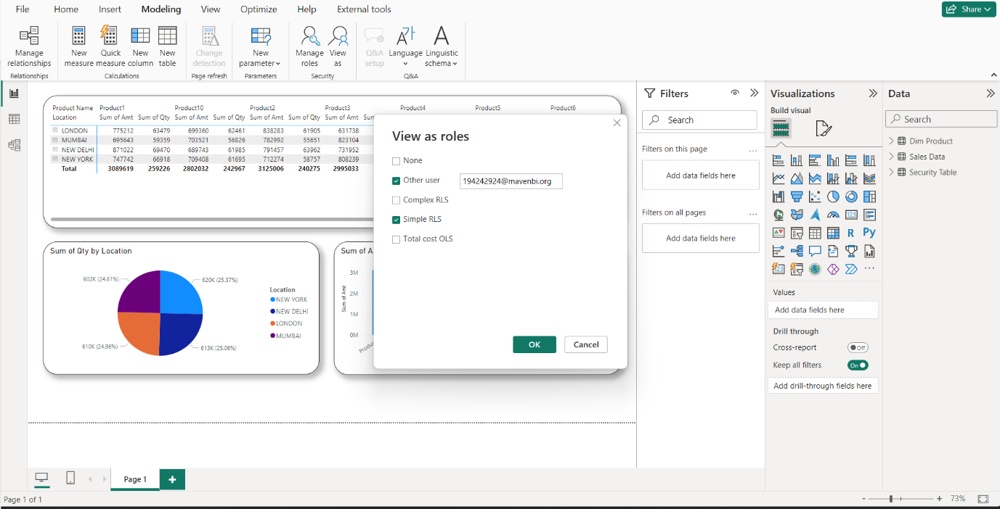 File Home Insert Modeling View Optimize Help External tools
Share
Manage relationships
New measure
Quick measure
New column
New table
Change detection
New parameter
Manage roles
View as
Q&A setup
Language
Linguistic schema
Relationships Calculations Page refresh Parameters Security Q&A
Product Name Product1 Product10 Product2 Product3 Product4 Product5 Product6
Location Sum of Amt Sum of Qty Sum of Amt Sum of Qty Sum of Amt Sum of Qty Sum of Amt
LONDON 775212 63479 699360 62461 838283 61905 631738
MUMBAI 695643 59359 703521 56826 782992 55651 823104
NEW DELHI 871022 69470 689743 61985 791457 63962 731952
NEW YORK 747742 66918 709408 61695 712274 58757 808239
Total 3089619 259226 2802032 242967 3125006 240275 2995033
Sum of Qty by Location
602K (24.61%)
620K (25.37%)
610K (24.96%)
613K (25.06%)
Location
NEW YORK
NEW DELHI
LONDON
MUMBAI
Sum of A
Sum of Amt
3M
2M
1M
0M
Produ
View as roles
None
Other user 194242924@mavenbi.org
Complex RLS
Simple RLS
Total cost OLS
OK Cancel
Filters
Search
Filters on this page ...
Add data fields here
Filters on all pages ...
Add data fields here
Visualizations
Build visual
123
R Py
123
...
Values
Add data fields here
Drill through
Cross-report Off
Keep all filters On
Add drill-through fields here
Data
Search
Dim Product
Sales Data
Security Table
Page 1 +
Page 1 of 1
- + 73%